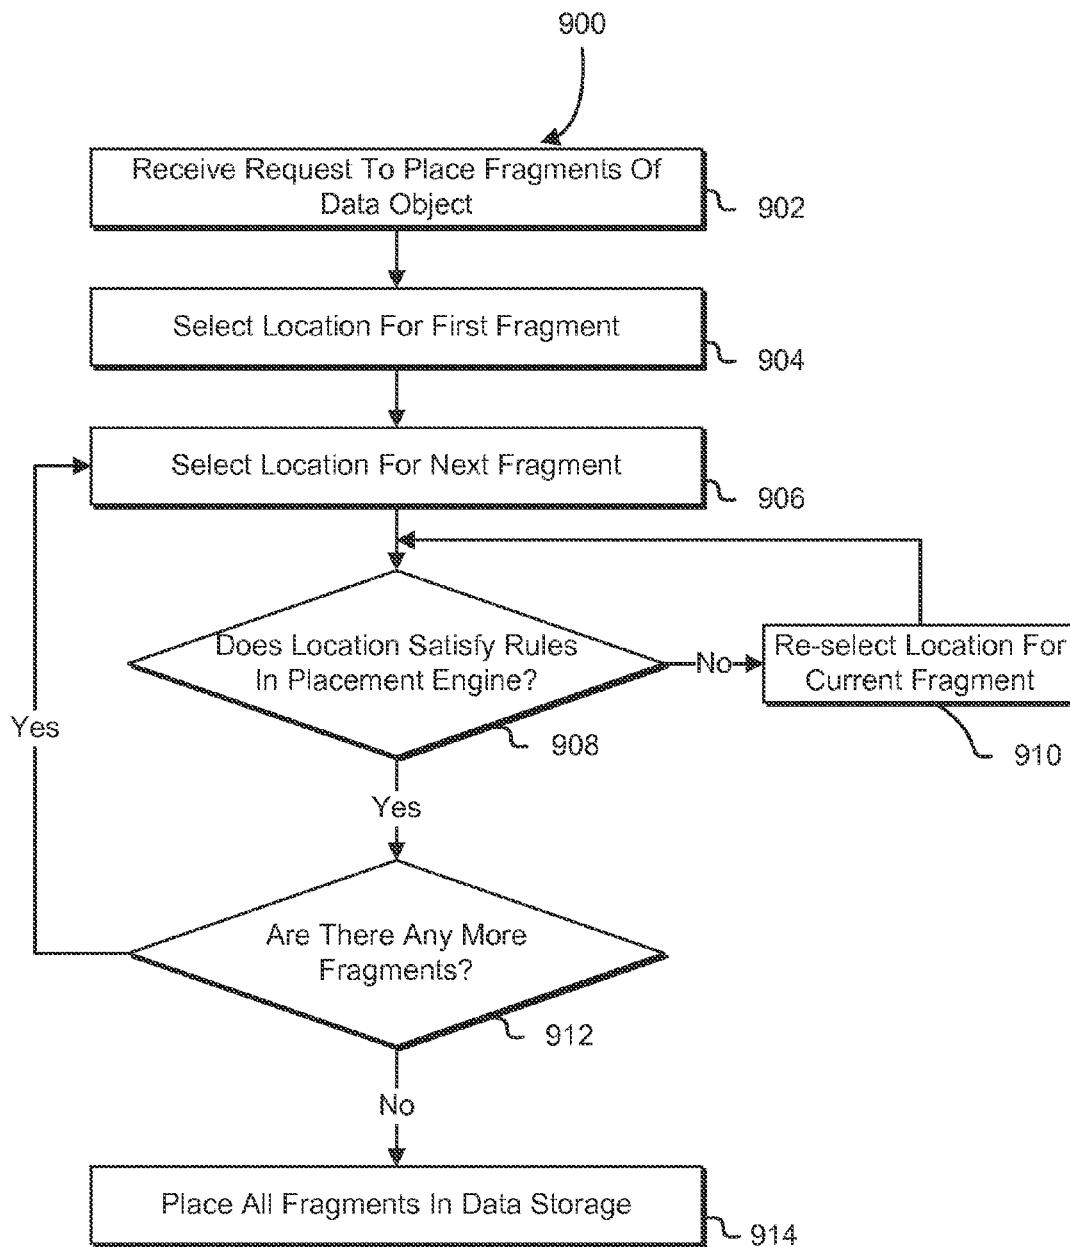 900
Receive Request To Place Fragments Of
Data Object
902
Select Location For First Fragment
904
Select Location For Next Fragment
906
Does Location Satisfy Rules
In Placement Engine?
908
No
Re-select Location For
Current Fragment
910
Yes
Yes
Are There Any More
Fragments?
912
No
Place All Fragments In Data Storage
914